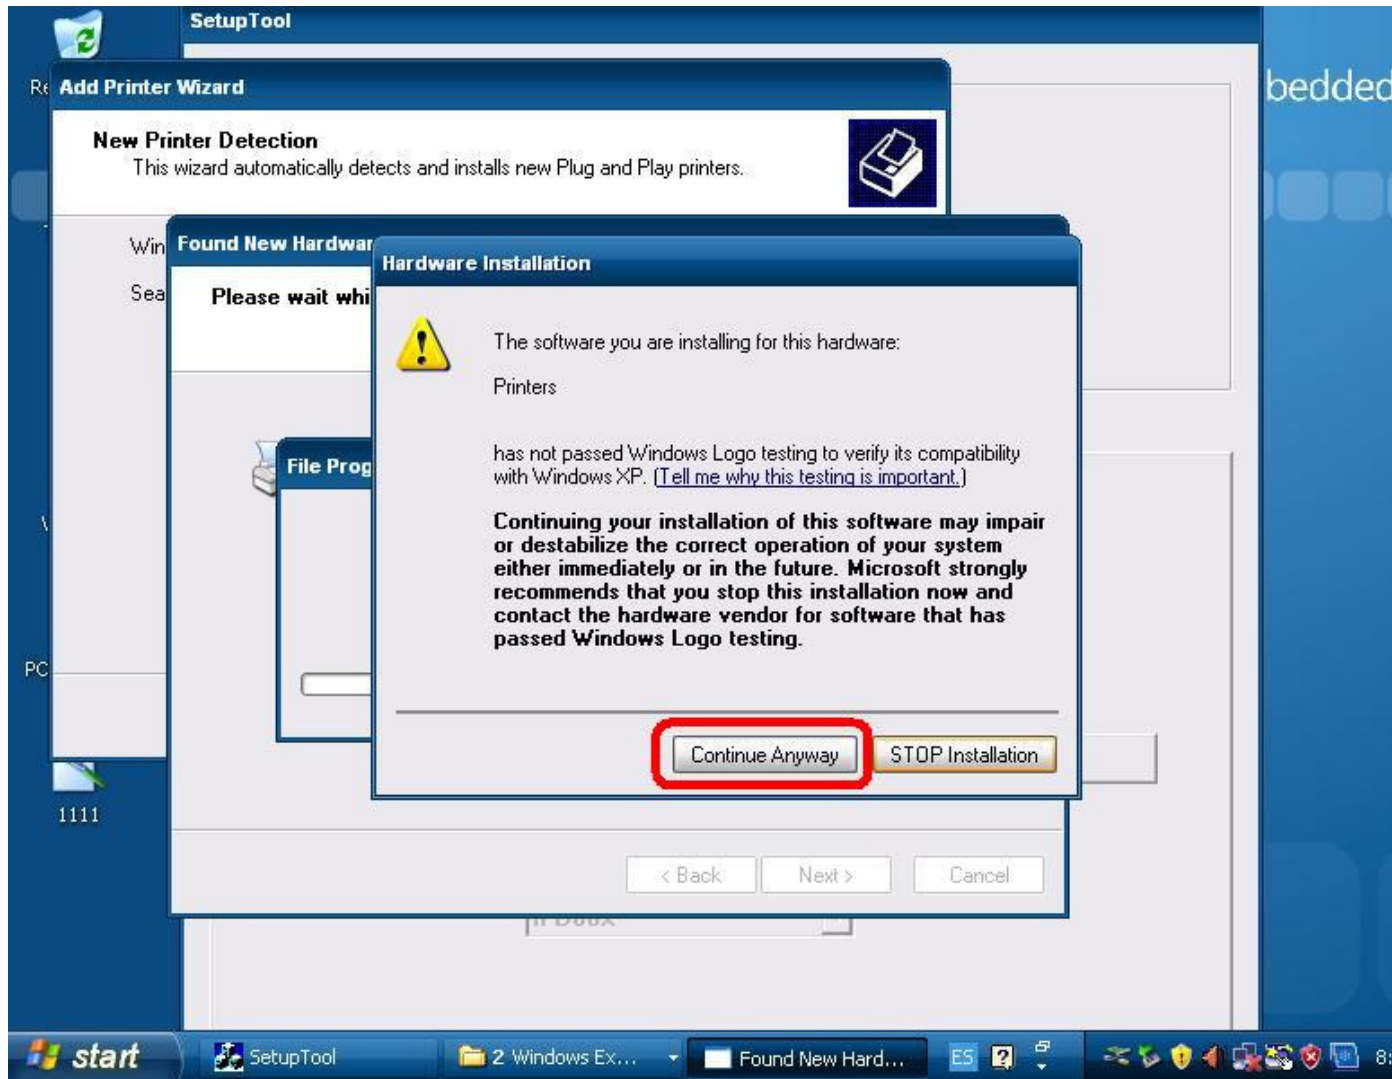 SetupTool
Add Printer Wizard
bedded
New Printer Detection
This wizard automatically detects and installs new Plug and Play printers.
Win
Found New Hardwar
Hardware Installation
Sea
Please wait whi
The software you are installing for this hardware:
Printers
has not passed Windows Logo testing to verify its compatibility
with Windows XP. (Tell me why this testing is important.)
File Prog
Continuing your installation of this software may impair
or destabilize the correct operation of your system
either immediately or in the future. Microsoft strongly
recommends that you stop this installation now and
contact the hardware vendor for software that has
passed Windows Logo testing.
PC
Continue Anyway
STOP Installation
1111
< Back
Next >
Cancel
start
SetupTool
2 Windows Ex...
Found New Hard...
ES
8: